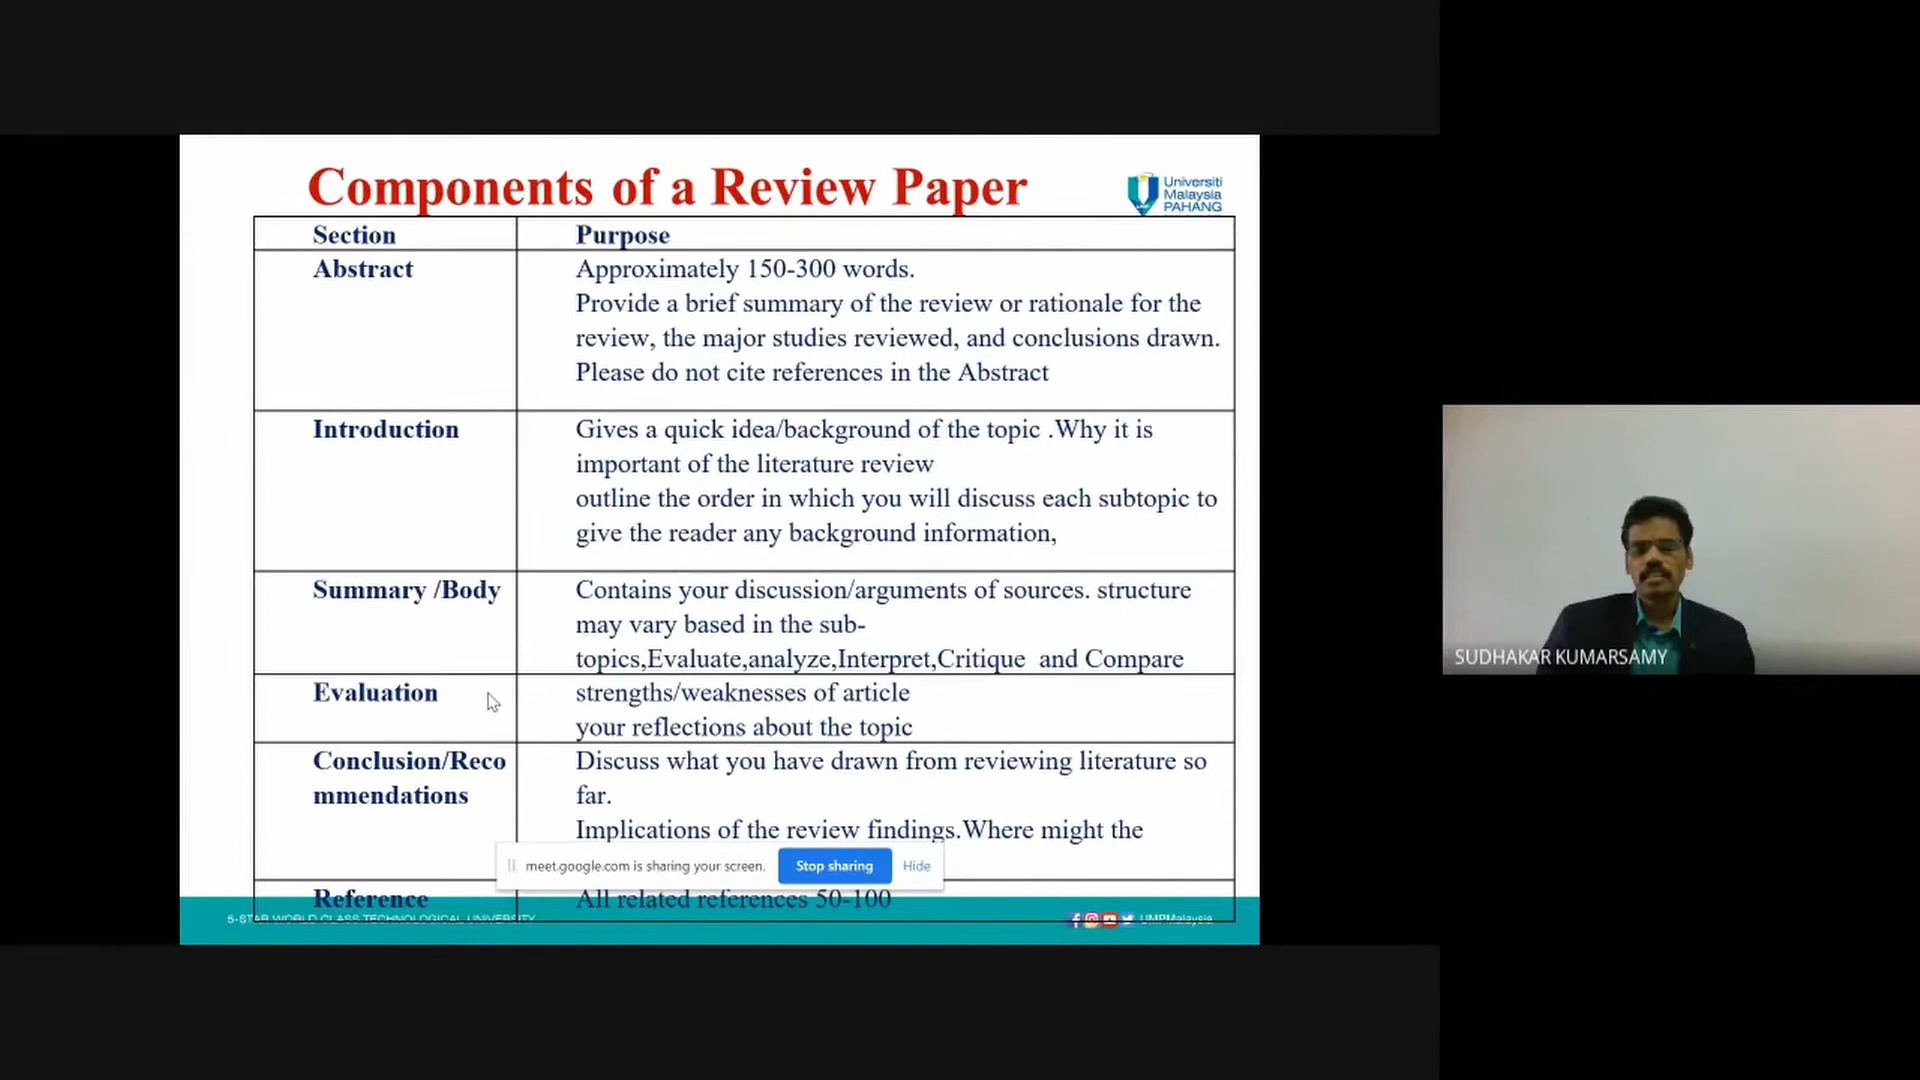 Components of a Review Paper
Universiti
Malaysia
PAHANG
Section
Purpose
Abstract
Approximately 150-300 words.
Provide a brief summary of the review or rationale for the
review, the major studies reviewed, and conclusions drawn.
Please do not cite references in the Abstract
Introduction
Gives a quick idea/background of the topic .Why it is
important of the literature review
outline the order in which you will discuss each subtopic to
give the reader any background information,
Summary /Body
Contains your discussion/arguments of sources. structure
may vary based in the sub-
topics,Evaluate,analyze,Interpret,Critique and Compare
Evaluation
strengths/weaknesses of article
your reflections about the topic
Conclusion/Reco
mmendations
Discuss what you have drawn from reviewing literature so
far.
Implications of the review findings.Where might the
meet.google.com is sharing your screen.
Stop sharing
Hide
Reference
All related references 50-100
5-STAR WORLD CLASS TECHNOLOGICAL UNIVERSITY
UMPMalaysia
SUDHAKAR KUMARSAMY